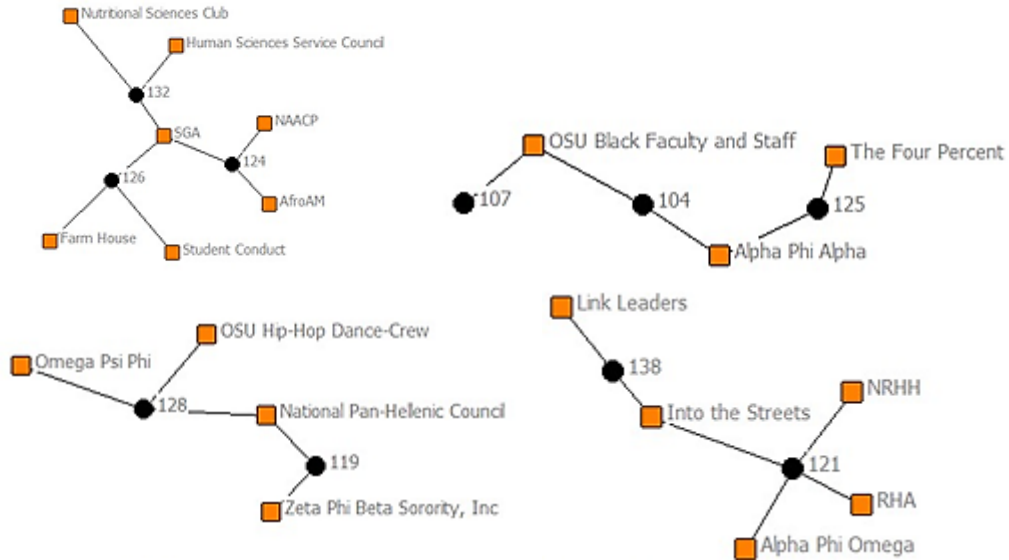 Nutritional Sciences Club
Human Sciences Service Council
132
SGA
NAACP
124
126
AfroAM
Farm House
Student Conduct
OSU Black Faculty and Staff
The Four Percent
107
104
125
Alpha Phi Alpha
OSU Hip-Hop Dance-Crew
Omega Psi Phi
128
National Pan-Hellenic Council
119
Zeta Phi Beta Sorority, Inc
Link Leaders
138
NRHH
Into the Streets
121
RHA
Alpha Phi Omega